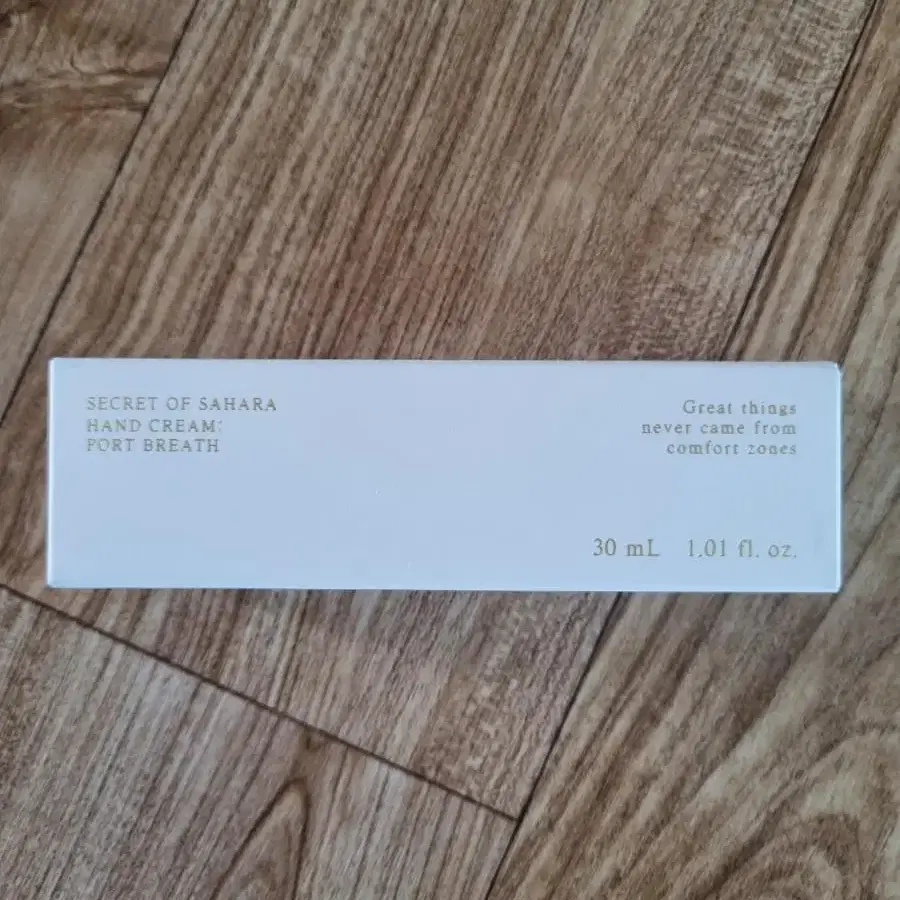 SECRET OF SAHARA
HAND CREAM:
PORT BREATH
Great things
never came from
comfort zones
30 mL 1.01 fl. oz.